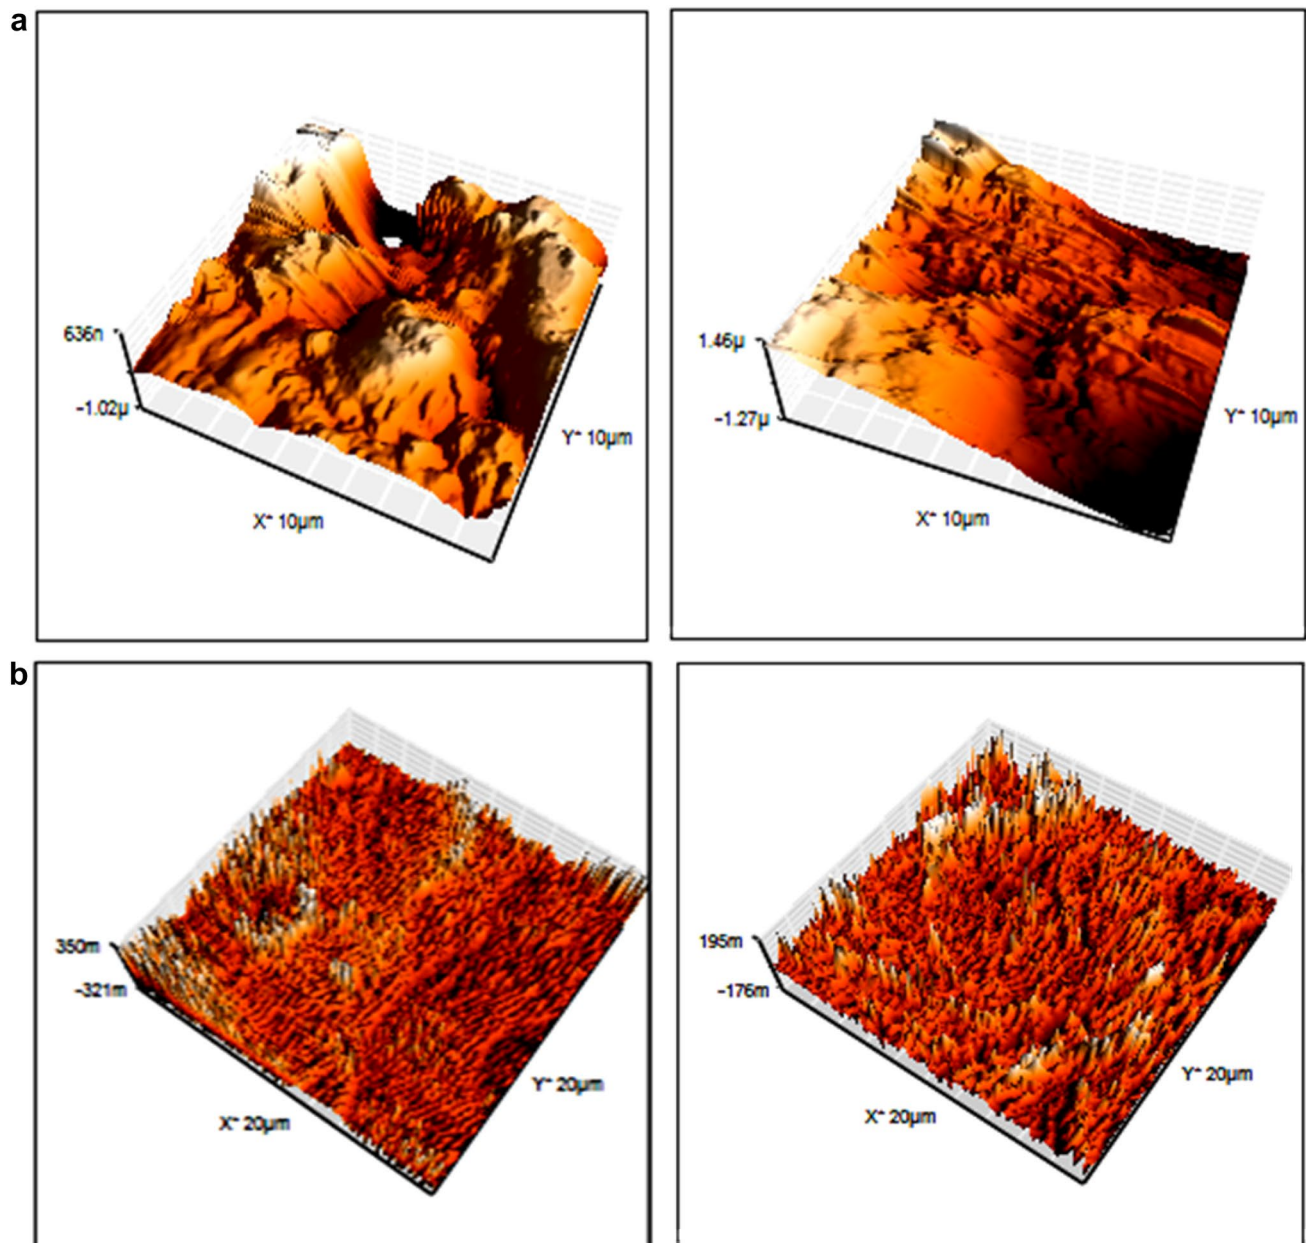 a
636n
-1.02µ
X* 10µm
Y* 10µm
1.46µ
-1.27µ
X* 10µm
Y* 10µm
b
350m
-321m
X* 20µm
Y* 20µm
195m
-176m
X* 20µm
Y* 20µm